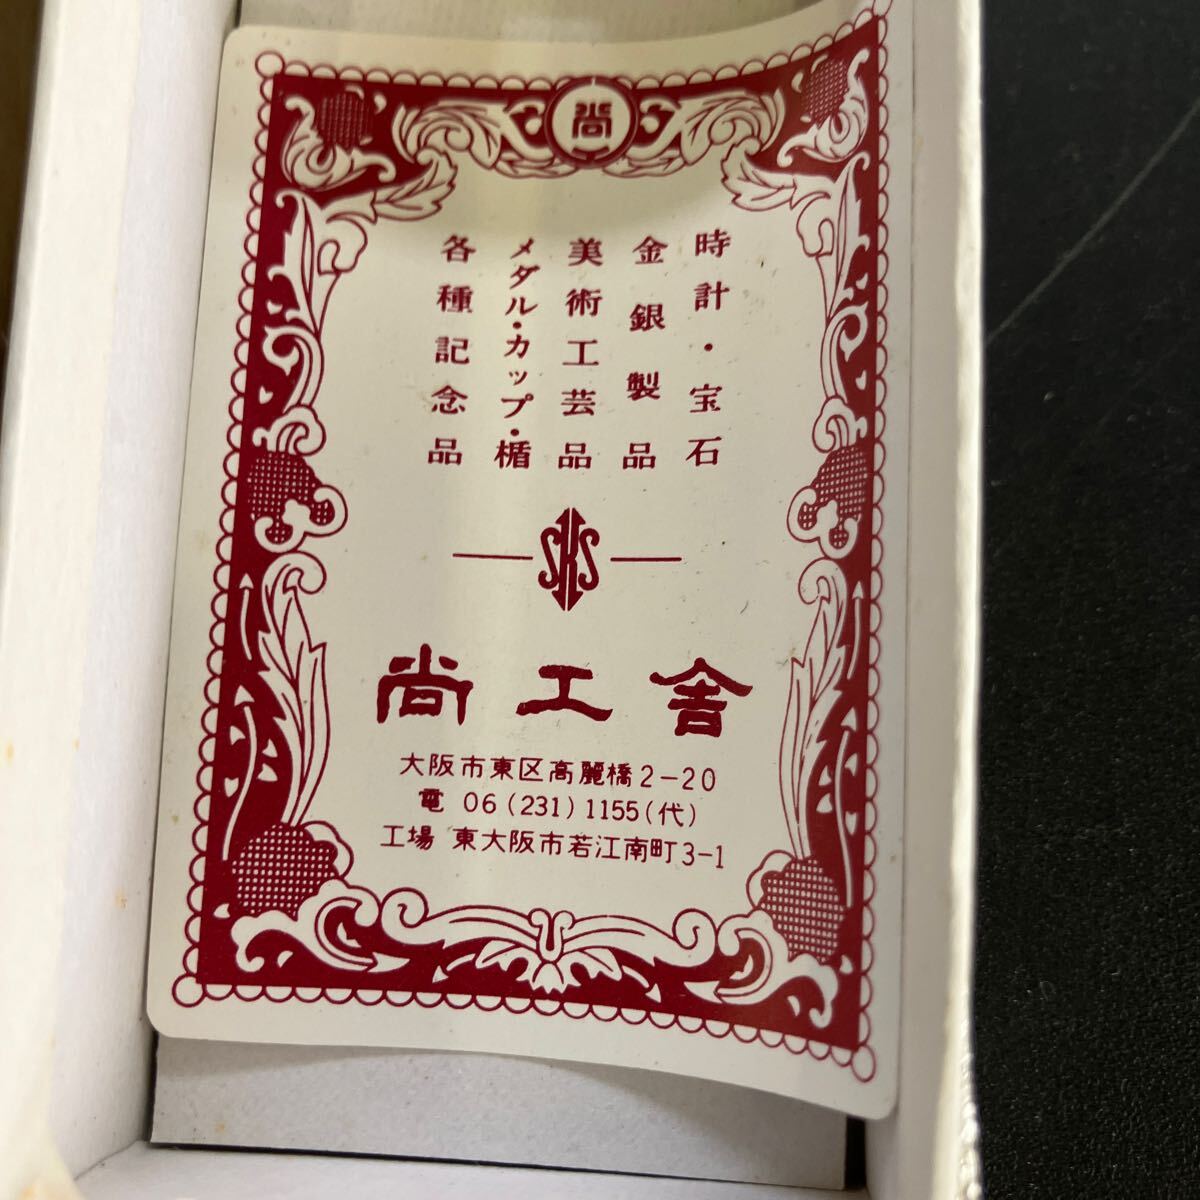 尚
時計・宝石
金銀製品
美術工芸品
メダル・カップ・楯
各種記念品
SKS
尚工舎
大阪市東区高麗橋2-20
電 06(231)1155(代)
工場 東大阪市若江南町3-1